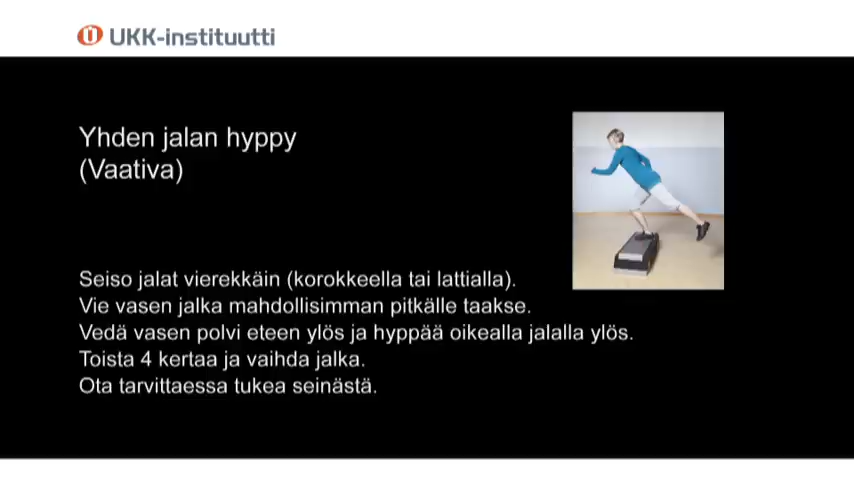 UKK-instituutti
Yhden jalan hyppy
(Vaativa)
Seiso jalat vierekkäin (korokkeella tai lattialla).
Vie vasen jalka mahdollisimman pitkälle taakse.
Vedä vasen polvi eteen ylös ja hyppää oikealla jalalla ylös.
Toista 4 kertaa ja vaihda jalka.
Ota tarvittaessa tukea seinästä.